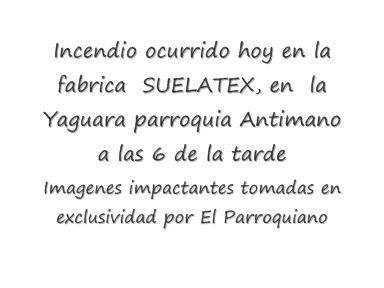 Incendio ocurrido hoy en la
fabrica SUELATEX, en la
Yaguara parroquia Antimano
a las 6 de la tarde
Imagenes impactantes tomadas en
exclusividad por El Parroquiano